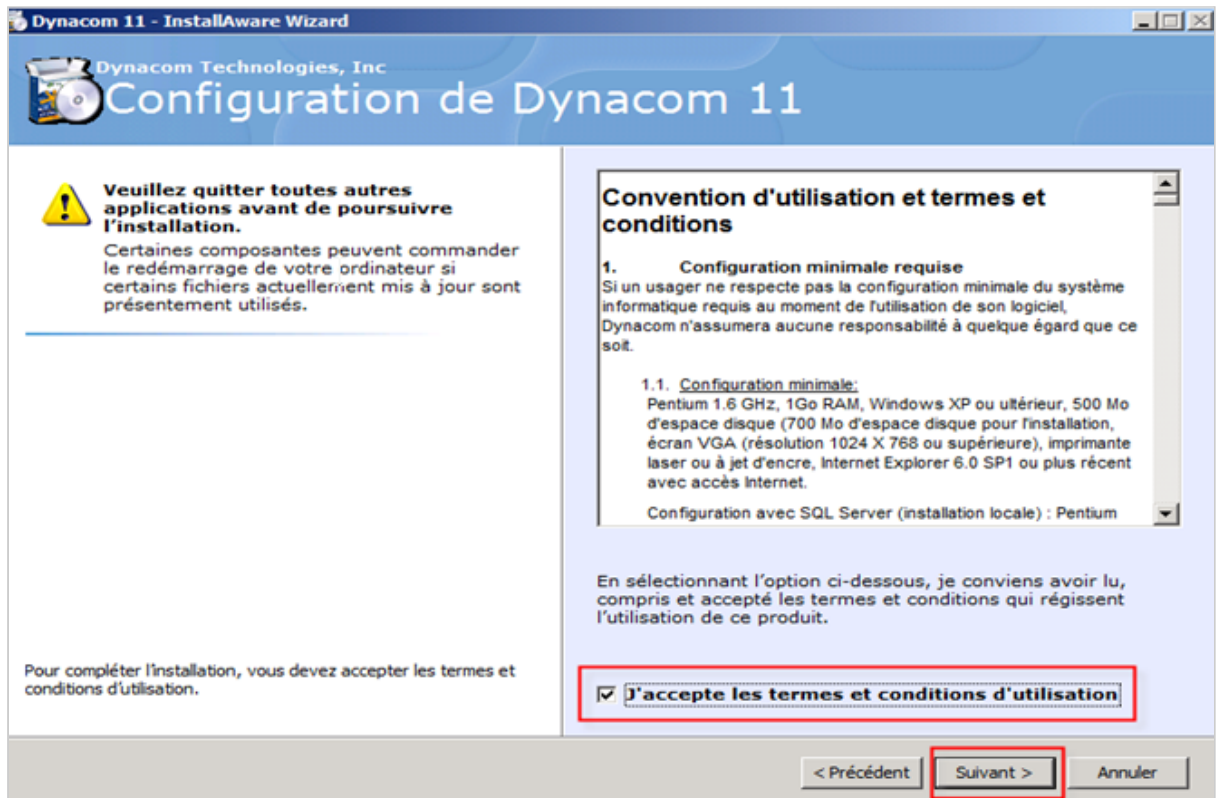 Dynacom 11 - InstallAware Wizard
Dynacom Technologies, Inc
Configuration de Dynacom 11
Veuillez quitter toutes autres
applications avant de poursuivre
l'installation.
Certaines composantes peuvent commander
le redémarrage de votre ordinateur si
certains fichiers actuellement mis à jour sont
présentement utilisés.
Pour compléter l'installation, vous devez accepter les termes et
conditions d'utilisation.
Convention d'utilisation et termes et
conditions
1. Configuration minimale requise
Si un usager ne respecte pas la configuration minimale du système
informatique requis au moment de l'utilisation de son logiciel,
Dynacom n'assumera aucune responsabilité à quelque égard que ce
soit.
1.1. Configuration minimale:
Pentium 1.6 GHz, 1Go RAM, Windows XP ou ultérieur, 500 Mo
d'espace disque (700 Mo d'espace disque pour l'installation,
écran VGA (résolution 1024 X 768 ou supérieure), imprimante
laser ou à jet d'encre, Internet Explorer 6.0 SP1 ou plus récent
avec accès Internet.
Configuration avec SQL Server (installation locale) : Pentium
En sélectionnant l'option ci-dessous, je conviens avoir lu,
compris et accepté les termes et conditions qui régissent
l'utilisation de ce produit.
J'accepte les termes et conditions d'utilisation
< Précédent
Suivant >
Annuler